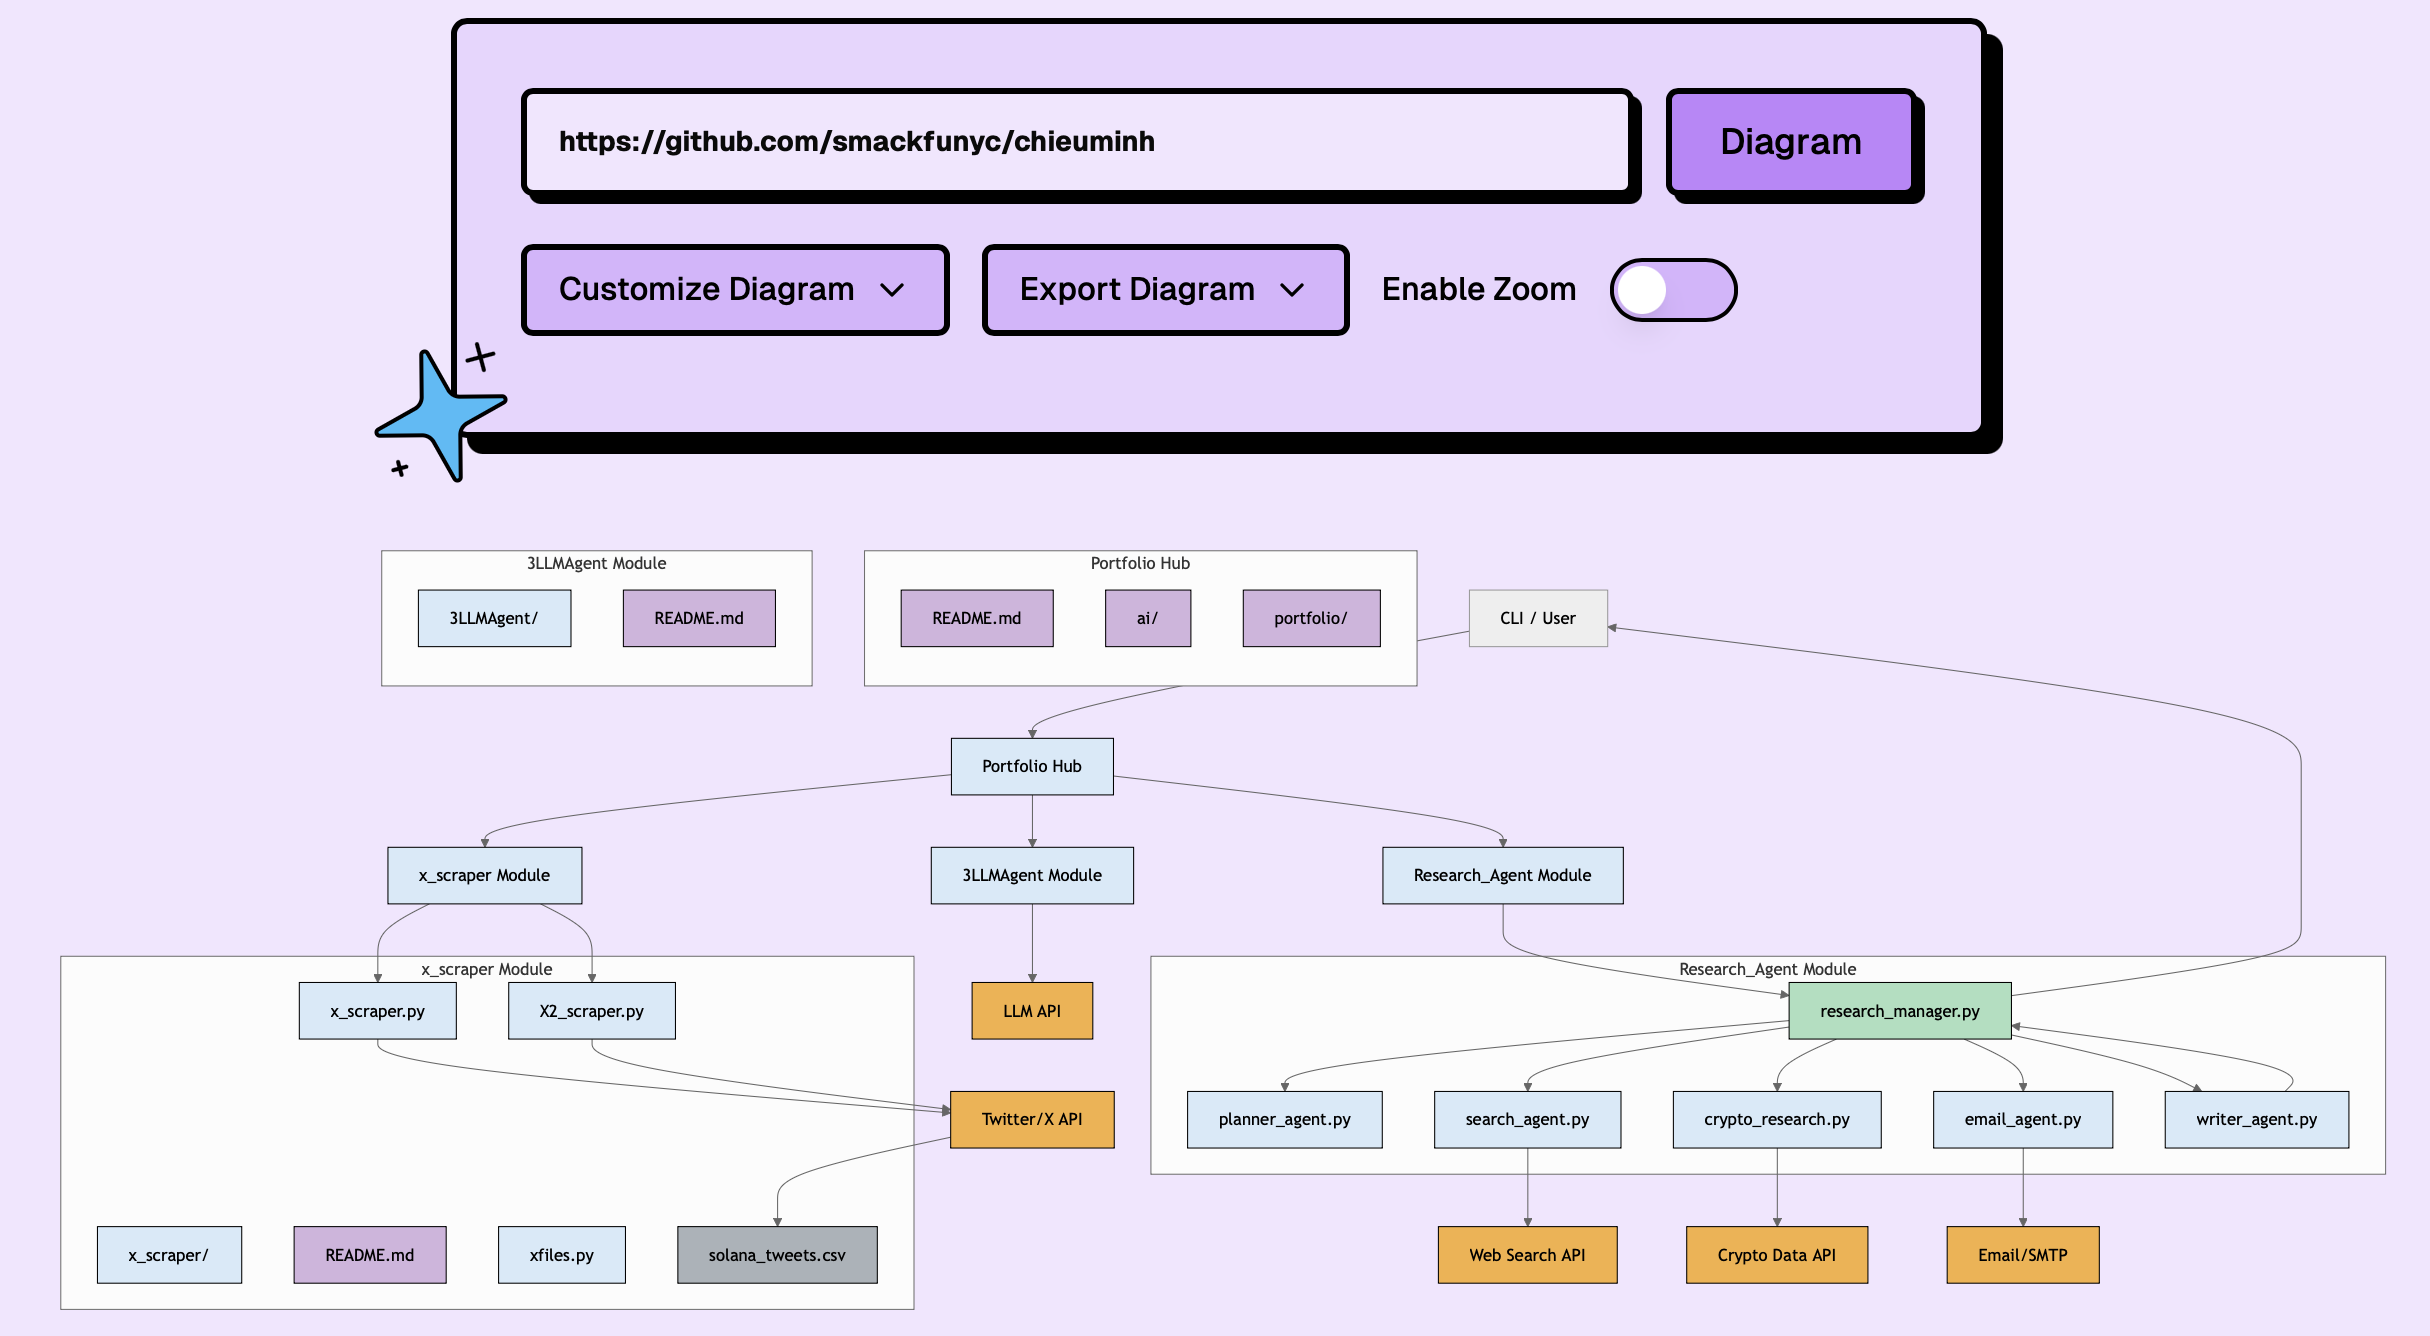 https://github.com/smackfunyc/chieuminh
Diagram
Customize Diagram
Export Diagram
Enable Zoom
3LLMAgent Module
3LLMAgent/
README.md
Portfolio Hub
README.md
ai/
portfolio/
CLI / User
Portfolio Hub
x_scraper Module
3LLMAgent Module
Research_Agent Module
x_scraper Module
x_scraper.py
X2_scraper.py
LLM API
Research_Agent Module
research_manager.py
Twitter/X API
planner_agent.py
search_agent.py
crypto_research.py
email_agent.py
writer_agent.py
x_scraper/
README.md
xfiles.py
solana_tweets.csv
Web Search API
Crypto Data API
Email/SMTP